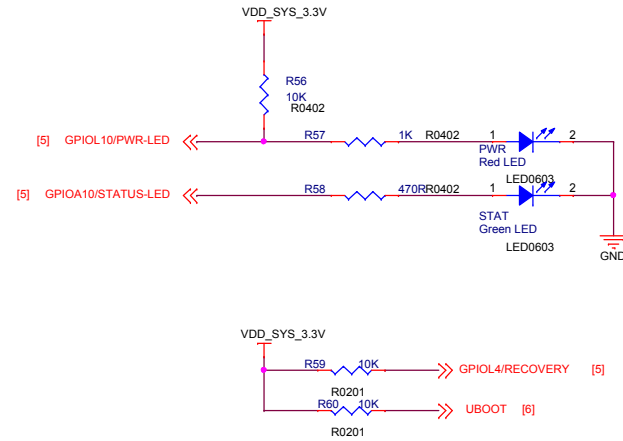 VDD_SYS_3.3V
R56
10K
R0402
[5] GPIOL10/PWR-LED R57 1K R0402 1 2
PWR
Red LED
LED0603
[5] GPIOA10/STATUS-LED R58 470R R0402 1 2
STAT
Green LED
LED0603
GND
VDD_SYS_3.3V
R59 10K GPIOL4/RECOVERY [5]
R0201
R60 10K UBOOT [6]
R0201